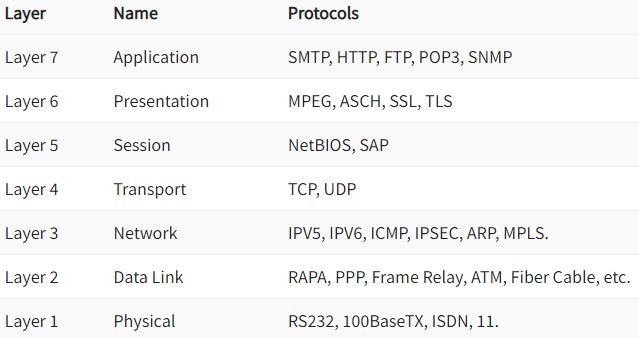 Layer Name Protocols
Layer 7 Application SMTP, HTTP, FTP, POP3, SNMP
Layer 6 Presentation MPEG, ASCH, SSL, TLS
Layer 5 Session NetBIOS, SAP
Layer 4 Transport TCP, UDP
Layer 3 Network IPV5, IPV6, ICMP, IPSEC, ARP, MPLS.
Layer 2 Data Link RAPA, PPP, Frame Relay, ATM, Fiber Cable, etc.
Layer 1 Physical RS232, 100BaseTX, ISDN, 11.